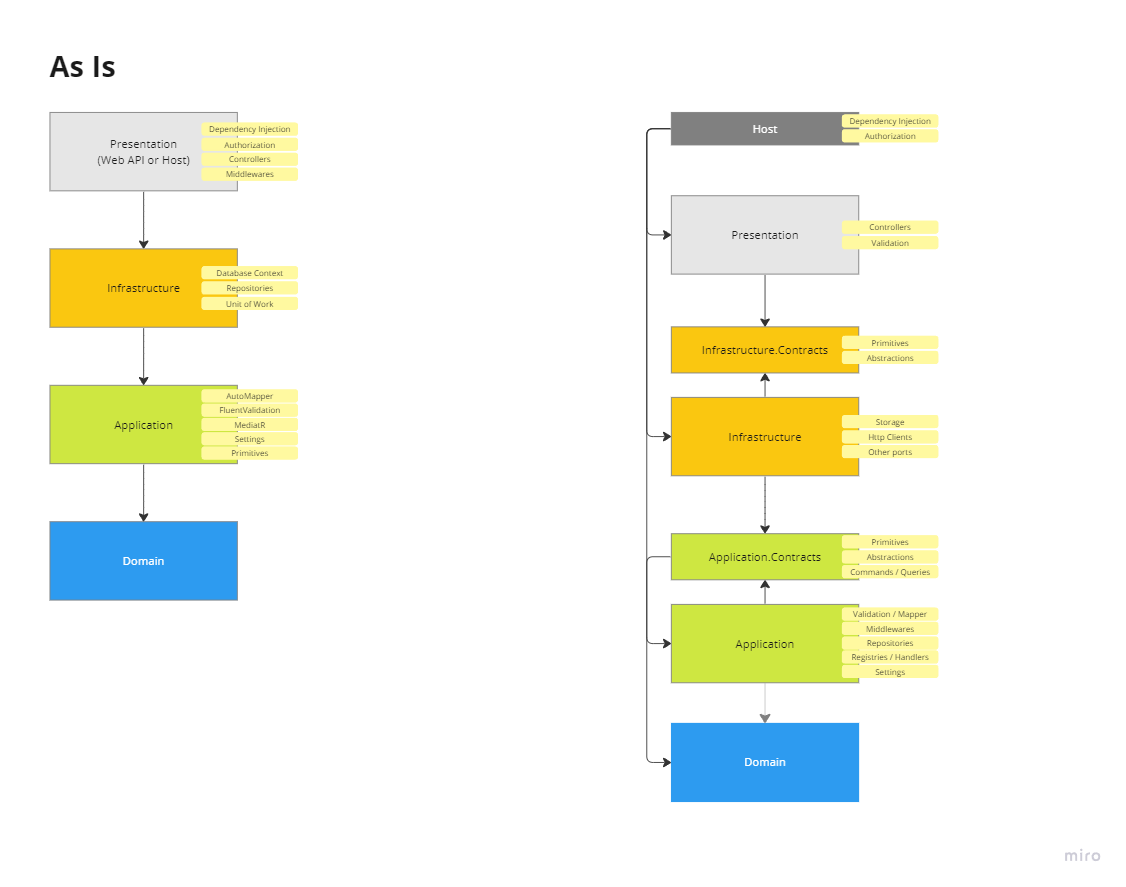 As Is
Presentation
(Web API or Host)
Dependency Injection
Authorization
Controllers
Middlewares
Infrastructure
Database Context
Repositories
Unit of Work
Application
AutoMapper
FluentValidation
MediatR
Settings
Primitives
Domain
Host
Dependency Injection
Authorization
Presentation
Controllers
Validation
Infrastructure.Contracts
Primitives
Abstractions
Infrastructure
Storage
Http Clients
Other ports
Application.Contracts
Primitives
Abstractions
Commands / Queries
Application
Validation / Mapper
Middlewares
Repositories
Registries / Handlers
Settings
Domain
miro